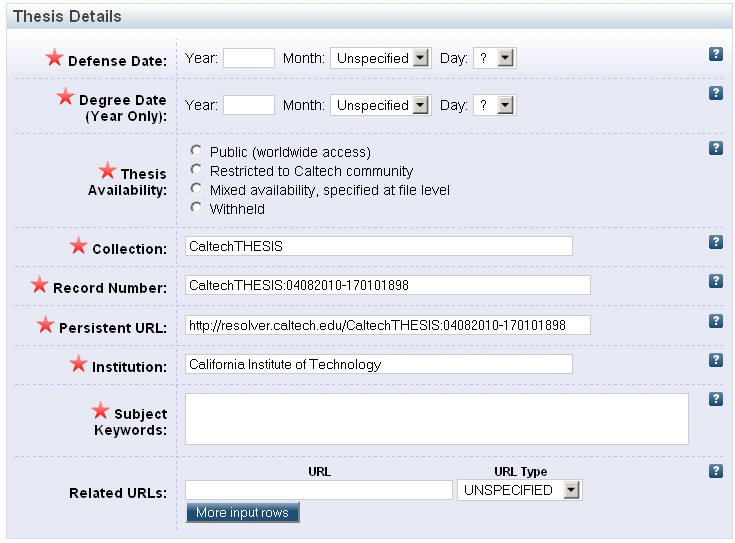 Thesis Details
Defense Date: Year: Month: Unspecified Day: ? ?
Degree Date
(Year Only): Year: Month: Unspecified Day: ? ?
Thesis
Availability: ?
Public (worldwide access)
Restricted to Caltech community
Mixed availability, specified at file level
Withheld
Collection: CaltechTHESIS ?
Record Number: CaltechTHESIS:04082010-170101898 ?
Persistent URL: http://resolver.caltech.edu/CaltechTHESIS:04082010-170101898 ?
Institution: California Institute of Technology ?
Subject
Keywords: ?
URL URL Type ?
Related URLs: UNSPECIFIED
More input rows